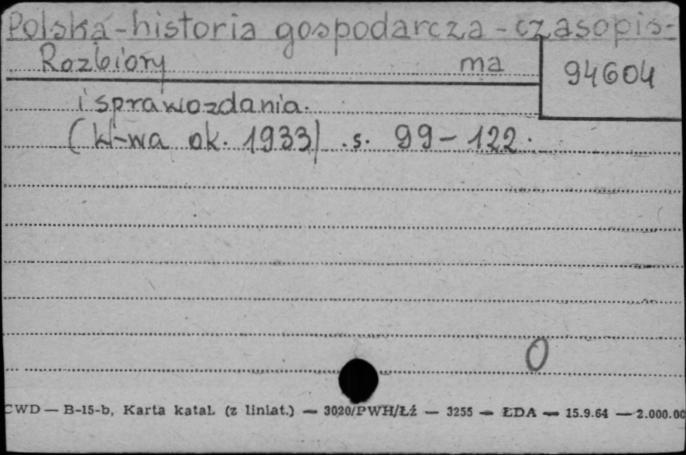 Polska - historia gospodarcza - czasopis-
Rozbiory ma
94604
i sprawozdania.
(W-wa ok. 1933) . s. 99 - 122.
0
CWD — B-15-b, Karta katal. (z liniat.) — 3020/PWH/Łź — 3255 — ŁDA — 15.9.64 — 2.000.00